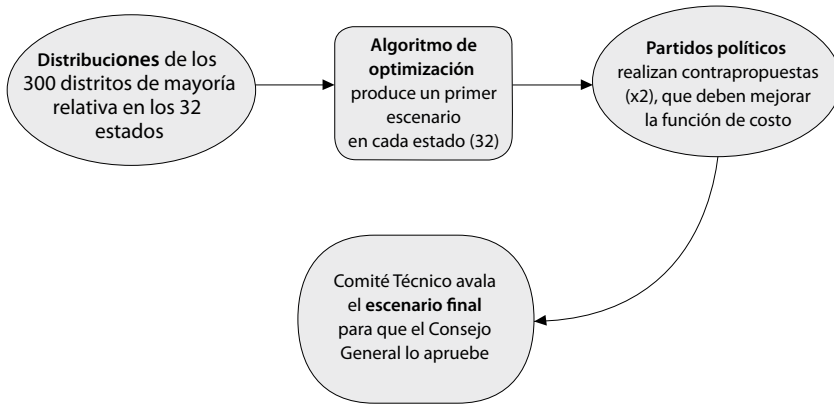 Distribuciones de los
300 distritos de mayoría
relativa en los 32
estados
Algoritmo de
optimización
produce un primer
escenario
en cada estado (32)
Partidos políticos
realizan contrapropuestas
(x2), que deben mejorar
la función de costo
Comité Técnico avala
el escenario final
para que el Consejo
General lo apruebe